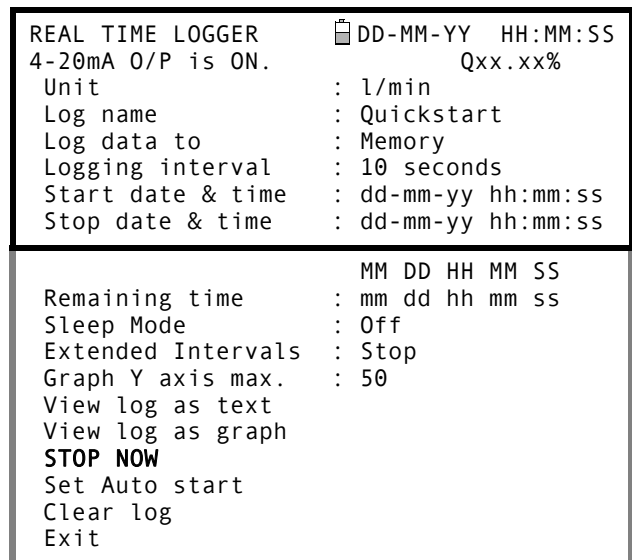 REAL TIME LOGGER DD-MM-YY HH:MM:SS
4-20mA O/P is ON. Qxx.xx%
Unit : l/min
Log name : Quickstart
Log data to : Memory
Logging interval : 10 seconds
Start date & time : dd-mm-yy hh:mm:ss
Stop date & time : dd-mm-yy hh:mm:ss
MM DD HH MM SS
Remaining time : mm dd hh mm ss
Sleep Mode : Off
Extended Intervals : Stop
Graph Y axis max. : 50
View log as text
View log as graph
STOP NOW
Set Auto start
Clear log
Exit